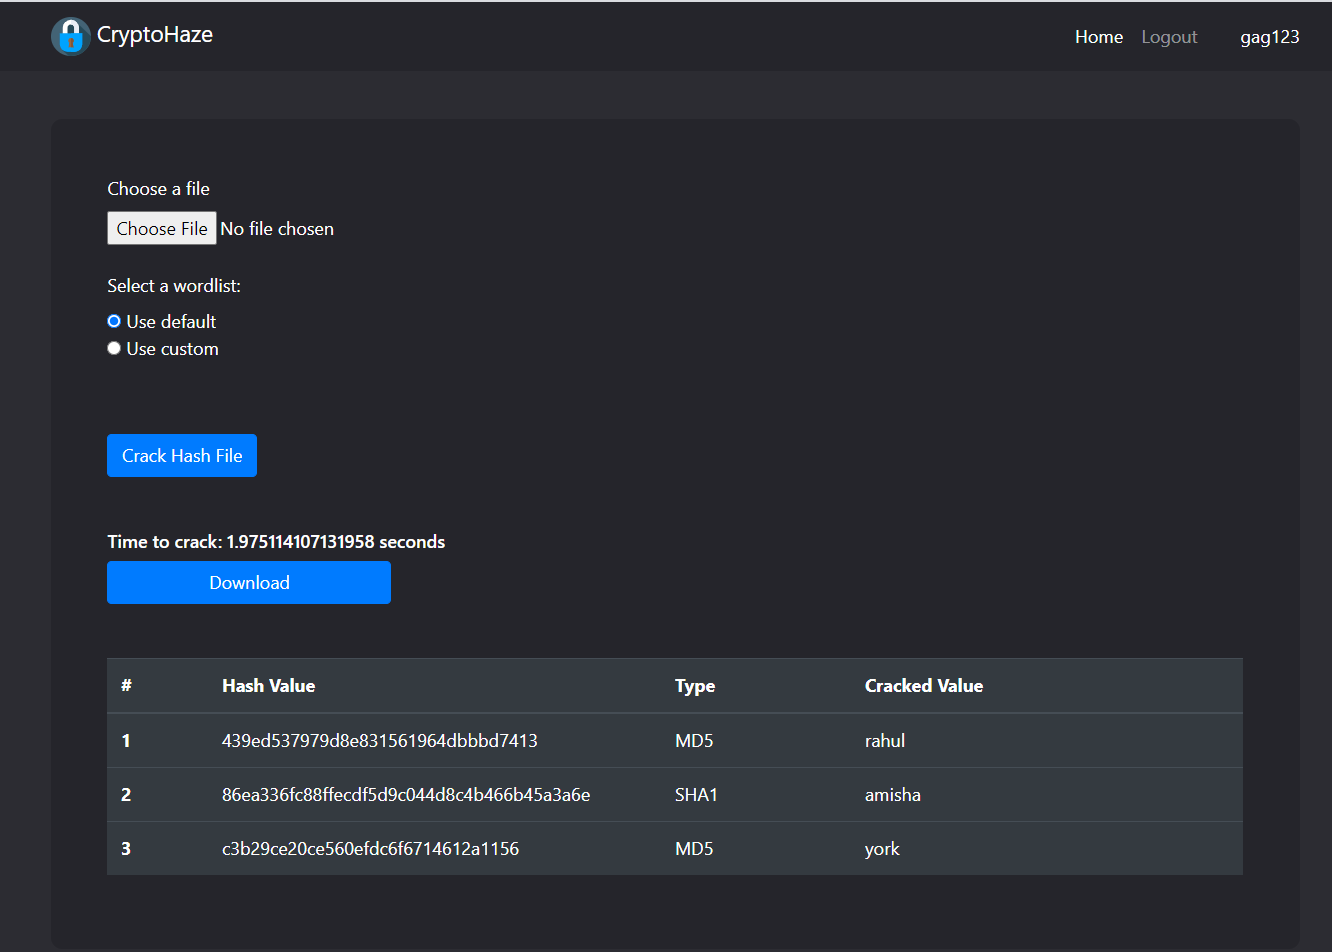 CryptoHaze Home Logout gag123
Choose a file
Choose File No file chosen
Select a wordlist:
Use default
Use custom
Crack Hash File
Time to crack: 1.975114107131958 seconds
Download
# Hash Value Type Cracked Value
1 439ed537979d8e831561964dbbbd7413 MD5 rahul
2 86ea336fc88ffecdf5d9c044d8c4b466b45a3a6e SHA1 amisha
3 c3b29ce20ce560efdc6f6714612a1156 MD5 york